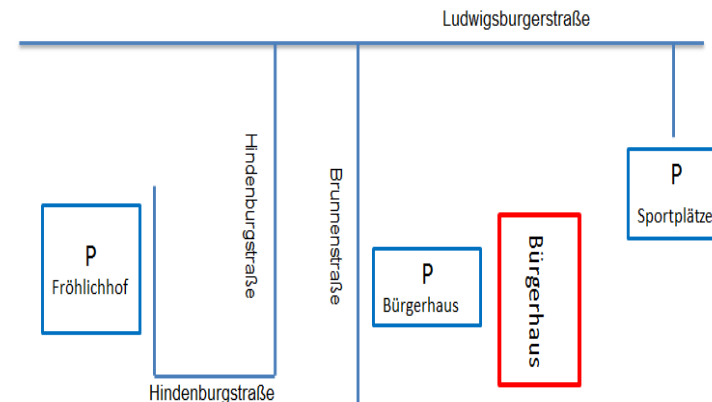 Ludwigsburgerstraße
Hindenburgstraße
Brunnenstraße
P
Sportplätze
P
Fröhlichhof
P
Bürgerhaus
Bürgerhaus
Hindenburgstraße